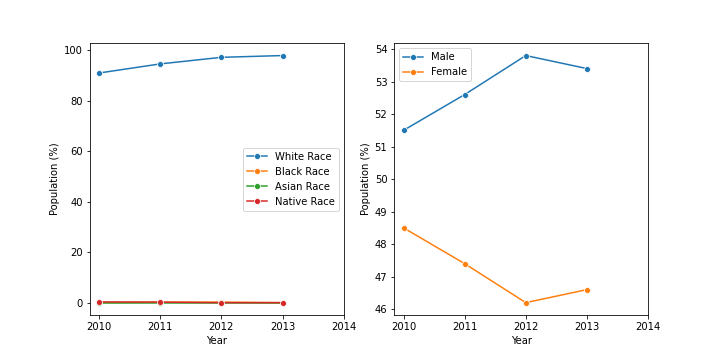 100
80
60
40
20
0
Population (%)
2010 2011 2012 2013 2014
Year
White Race
Black Race
Asian Race
Native Race
54
53
52
51
50
49
48
47
46
Population (%)
2010 2011 2012 2013 2014
Year
Male
Female